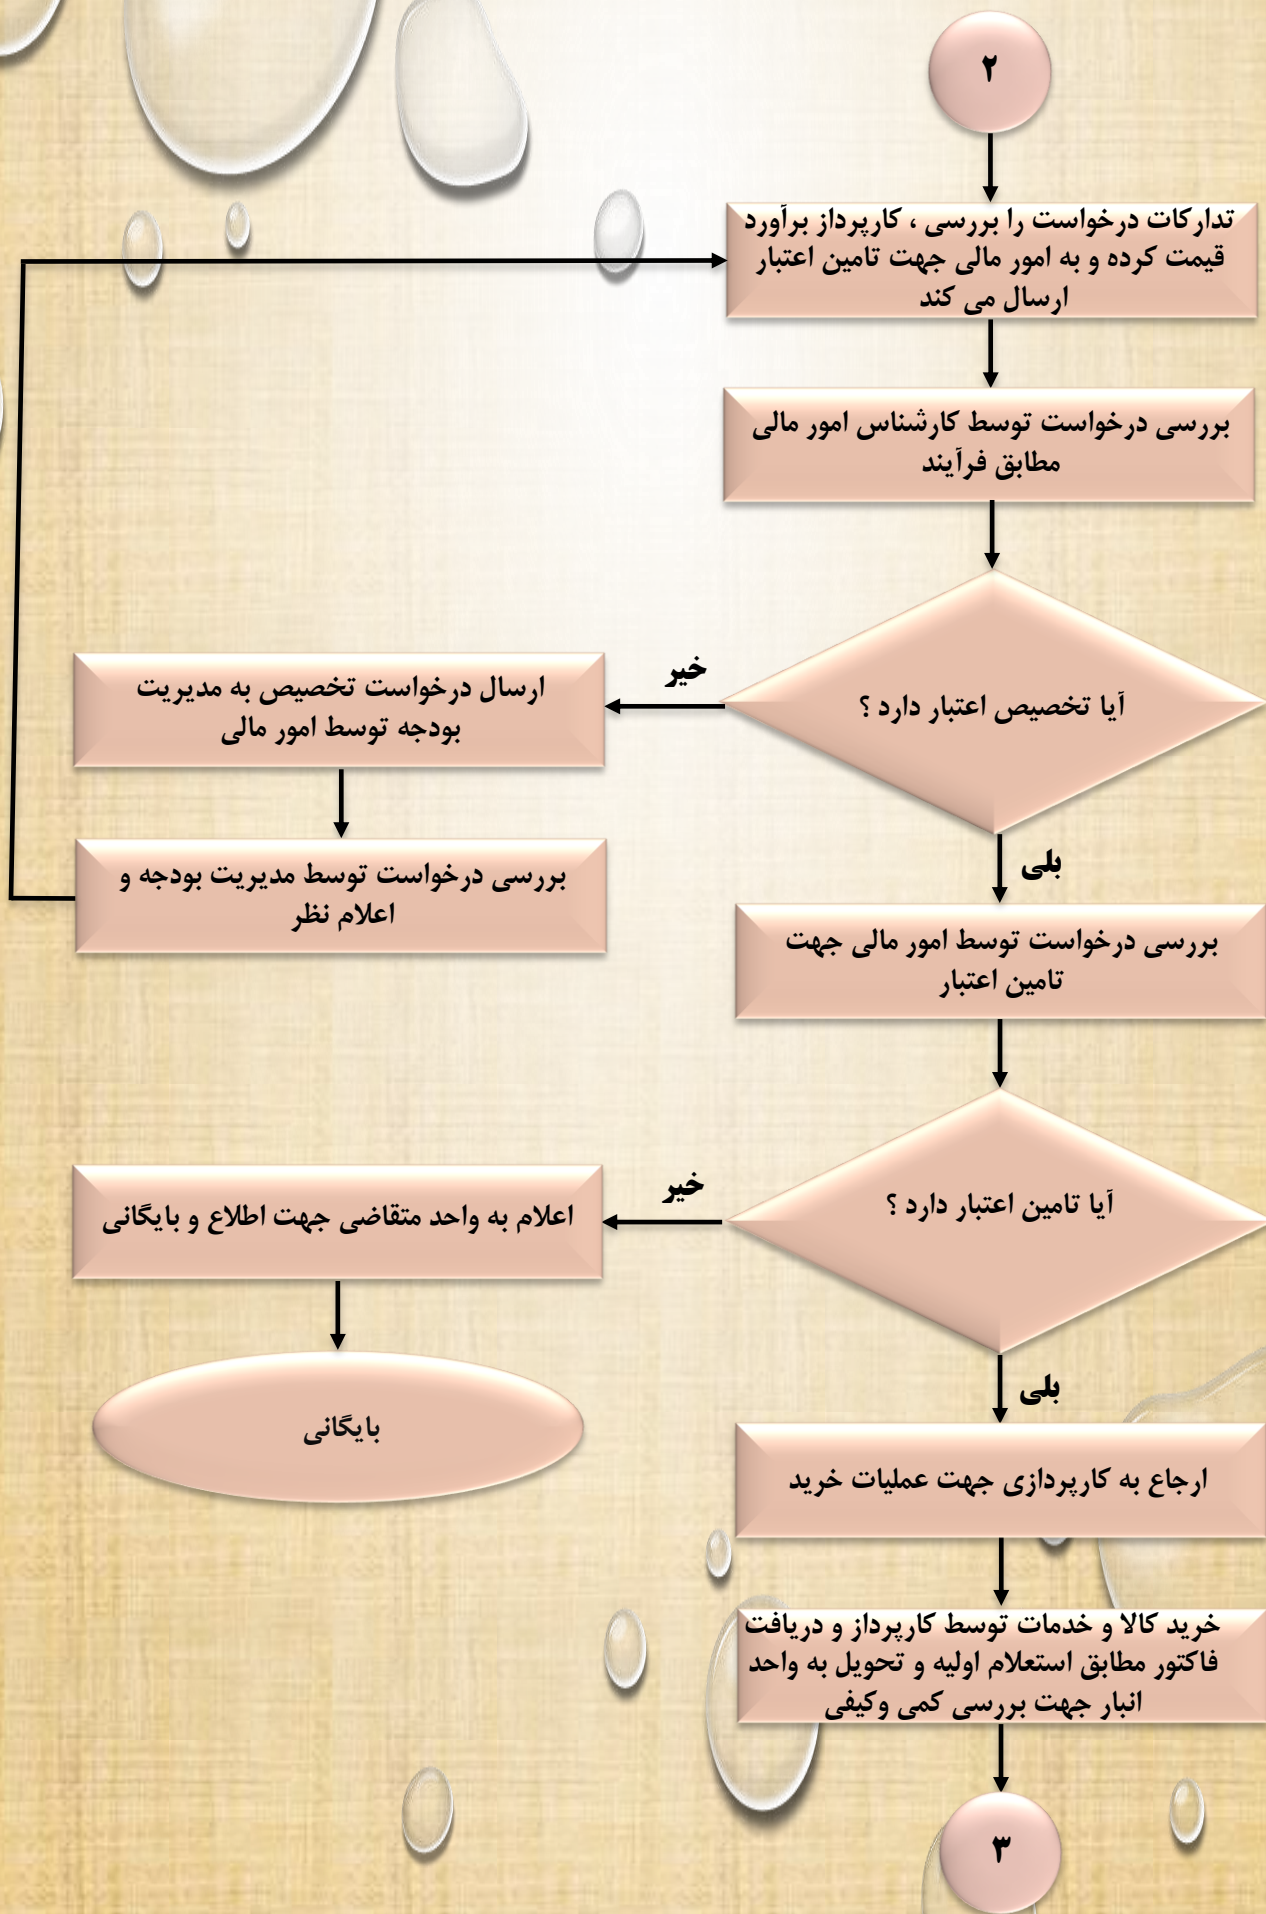 ۲
تدارکات درخواست را بررسی ، کارپرداز برآورد
قیمت کرده و به امور مالی جهت تامین اعتبار
ارسال می کند
بررسی درخواست توسط کارشناس امور مالی
مطابق فرآیند
آیا تخصیص اعتبار دارد ؟
خیر
ارسال درخواست تخصیص به مدیریت
بودجه توسط امور مالی
بررسی درخواست توسط مدیریت بودجه و
اعلام نظر
بلی
بررسی درخواست توسط امور مالی جهت
تامین اعتبار
آیا تامین اعتبار دارد ؟
خیر
اعلام به واحد متقاضی جهت اطلاع و بایگانی
بایگانی
بلی
ارجاع به کارپردازی جهت عملیات خرید
خرید کالا و خدمات توسط کارپرداز و دریافت
فاکتور مطابق استعلام اولیه و تحویل به واحد
انبار جهت بررسی کمی وکیفی
۳